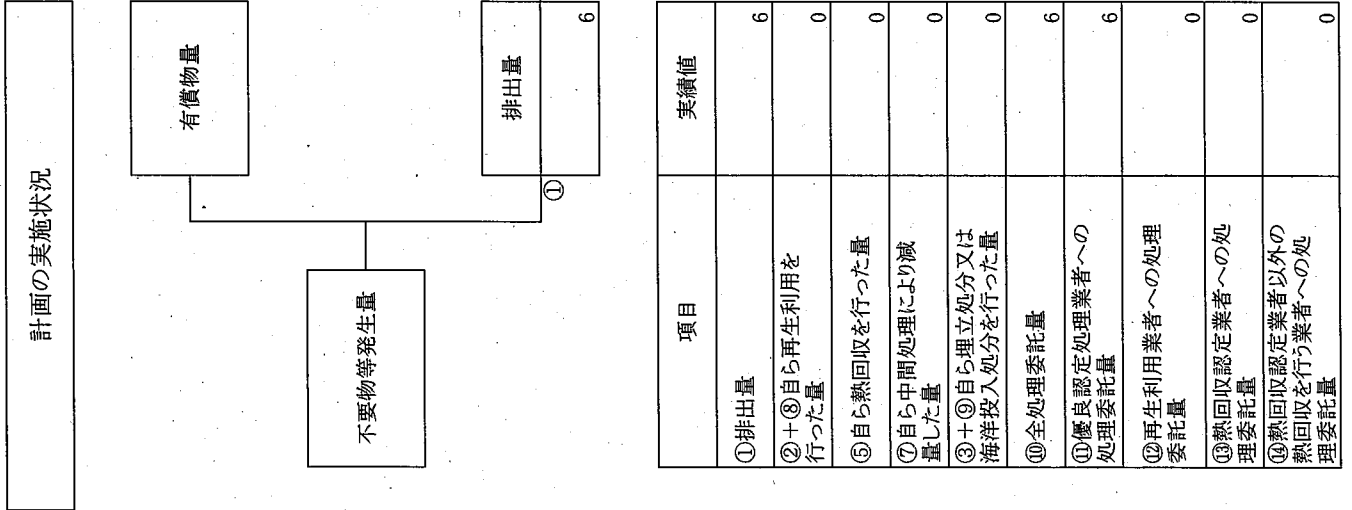 計画の実施状況
有償物量
不要物等発生量
排出量
①
6
項目
実績値
①排出量
6
②+⑧自ら再生利用を
行った量
0
⑤自ら熱回収を行った量
0
⑦自ら中間処理により減
量した量
0
③+⑨自ら埋立処分又は
海洋投入処分を行った量
0
⑩全処理委託量
6
⑪優良認定処理業者への
処理委託量
6
⑫再生利用業者への処理
委託量
0
⑬熱回収認定業者への処
理委託量
0
⑭熱回収認定業者以外の
熱回収を行う業者への処
理委託量
0